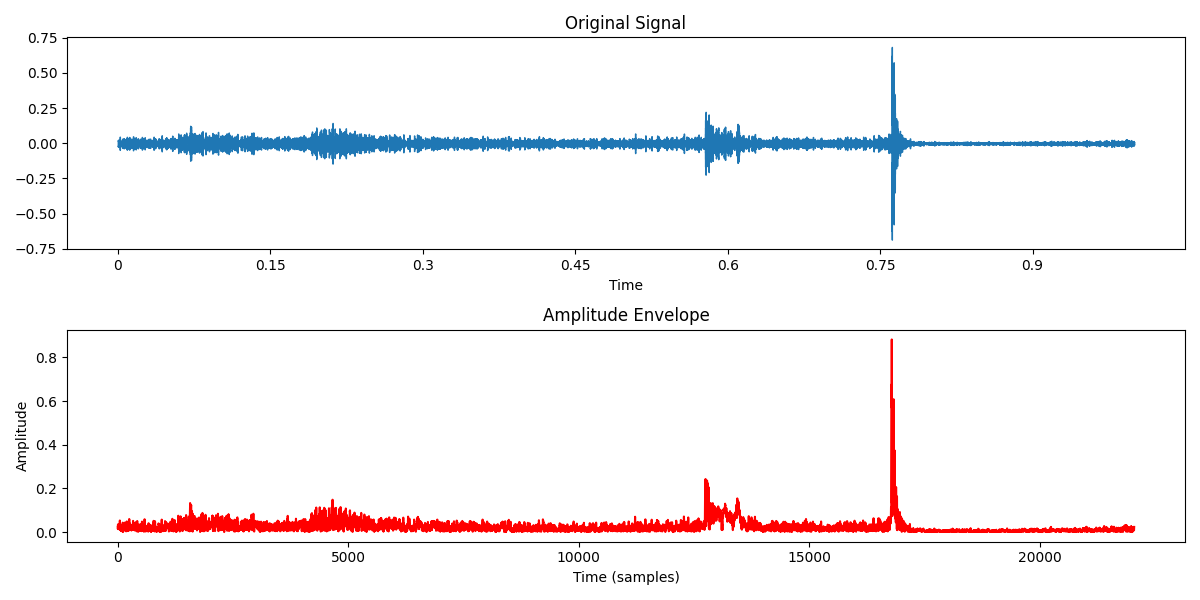 Original Signal
0.75
0.50
0.25
0.00
−0.25
−0.50
−0.75
0 0.15 0.3 0.45 0.6 0.75 0.9
Time
Amplitude Envelope
Amplitude
0.8
0.6
0.4
0.2
0.0
0 5000 10000 15000 20000
Time (samples)